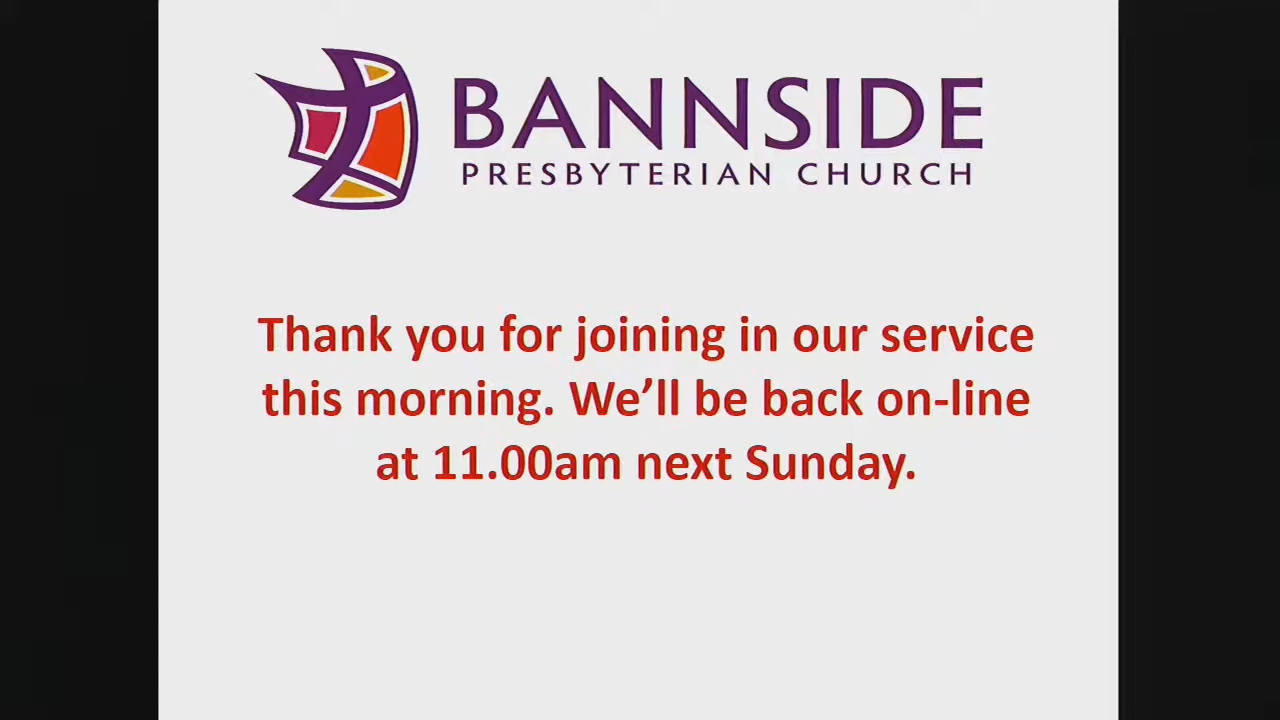 BANNSIDE
PRESBYTERIAN CHURCH
Thank you for joining in our service
this morning. We’ll be back on-line
at 11.00am next Sunday.